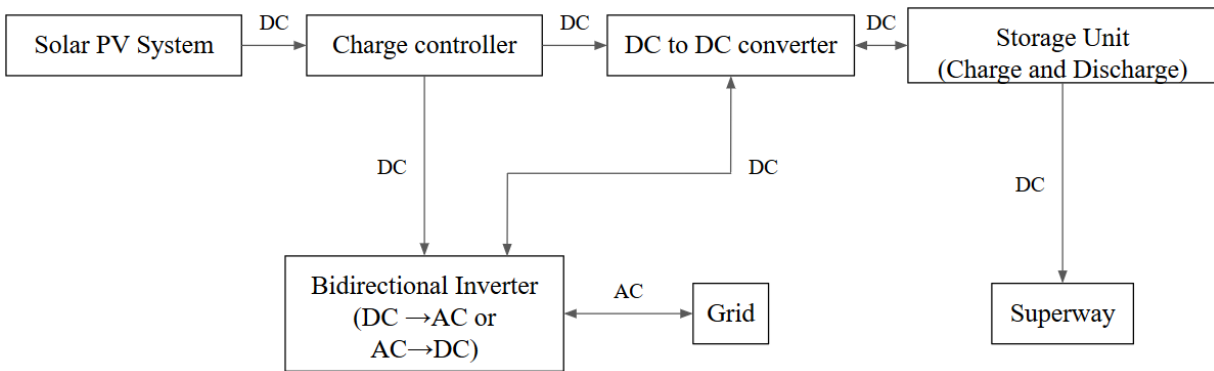 DC
DC
DC
Solar PV System
Charge controller
DC to DC converter
Storage Unit
(Charge and Discharge)
DC
DC
DC
Bidirectional Inverter
(DC →AC or
AC→DC)
AC
Grid
Superway